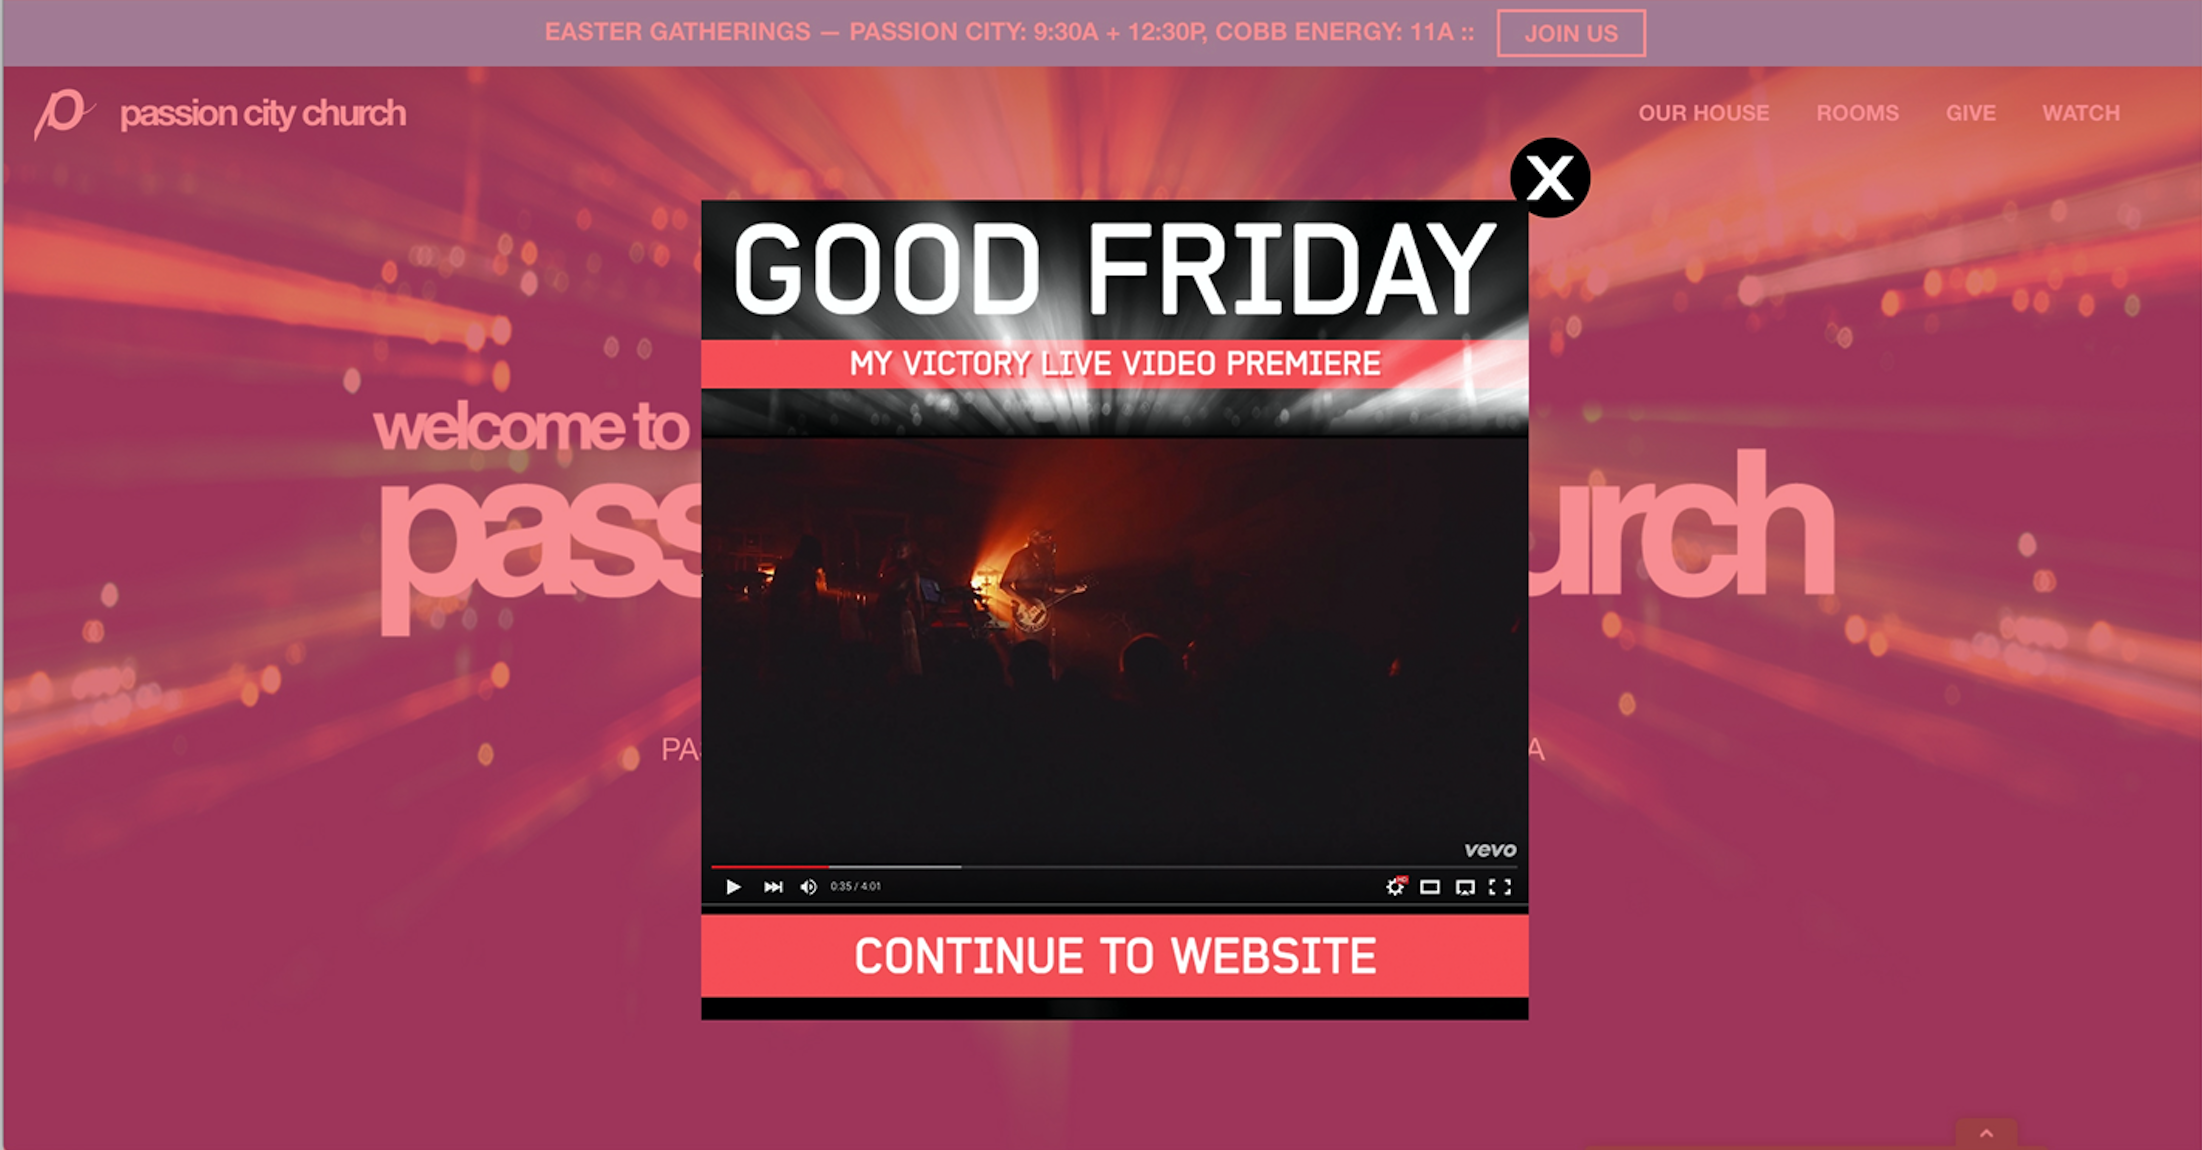 EASTER GATHERINGS — PASSION CITY: 9:30A + 12:30P, COBB ENERGY: 11A ::
JOIN US
passion city church
OUR HOUSE
ROOMS
GIVE
WATCH
X
GOOD FRIDAY
MY VICTORY LIVE VIDEO PREMIERE
welcome to
pass
urch
PA
A
vevo
0:35 / 4:01
HD
CONTINUE TO WEBSITE